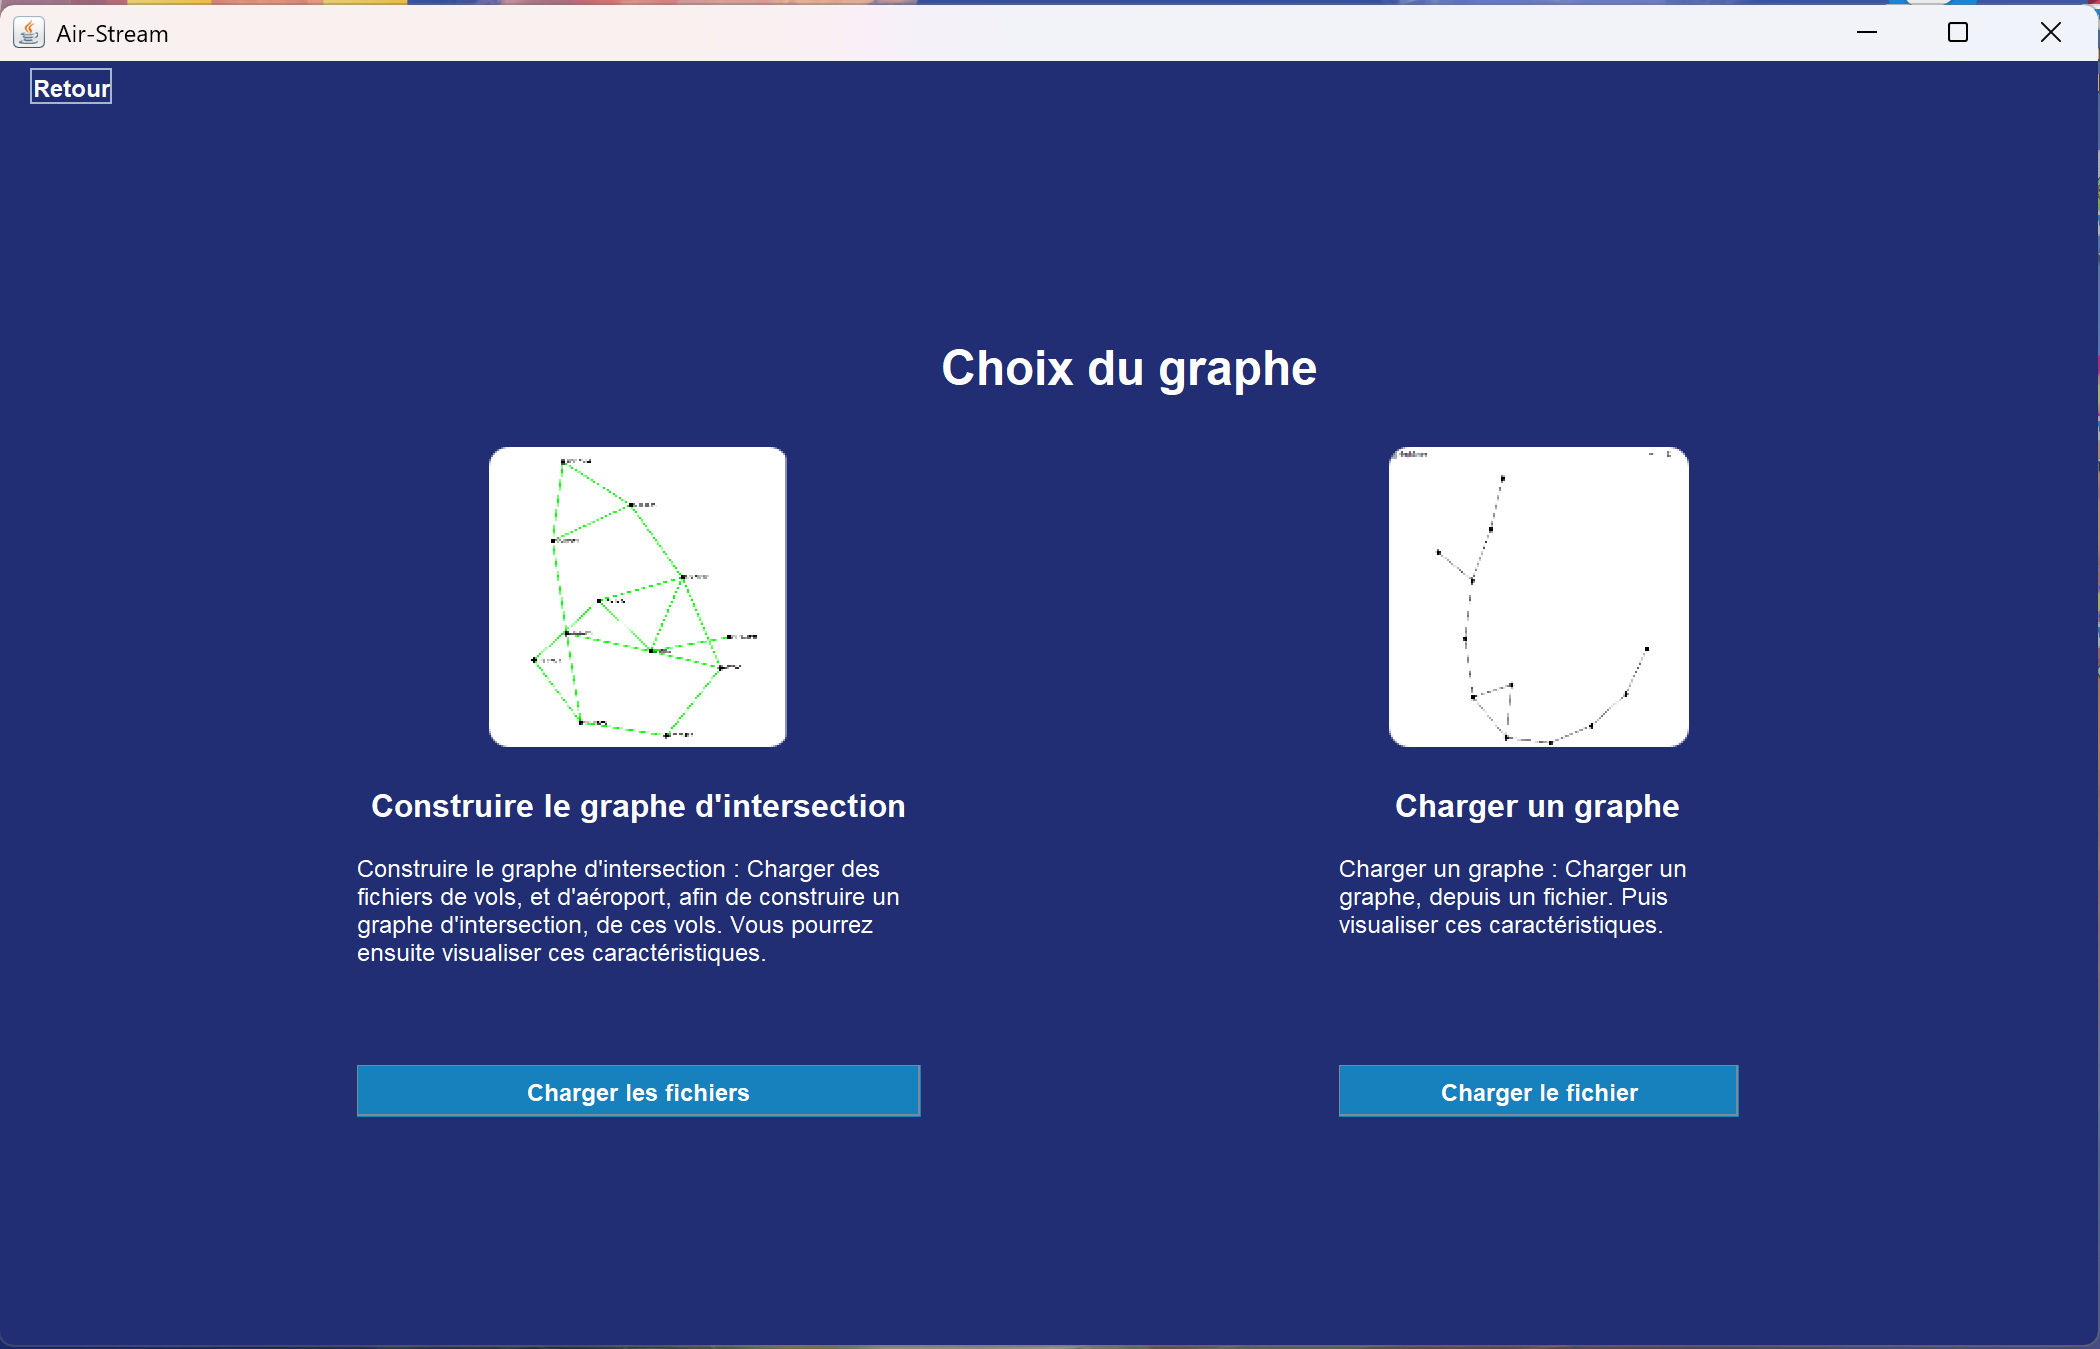 Air-Stream
Retour
Choix du graphe
Construire le graphe d'intersection
Construire le graphe d'intersection : Charger des
fichiers de vols, et d'aéroport, afin de construire un
graphe d'intersection, de ces vols. Vous pourrez
ensuite visualiser ces caractéristiques.
Charger les fichiers
Charger un graphe
Charger un graphe : Charger un
graphe, depuis un fichier. Puis
visualiser ces caractéristiques.
Charger le fichier